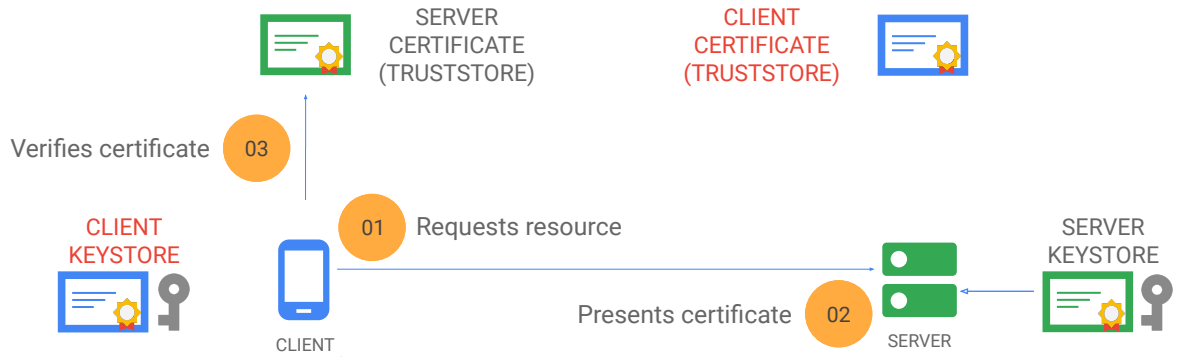 SERVER
CERTIFICATE
(TRUSTSTORE)
CLIENT
CERTIFICATE
(TRUSTSTORE)
Verifies certificate
03
01
Requests resource
CLIENT
KEYSTORE
SERVER
KEYSTORE
Presents certificate
02
CLIENT
SERVER